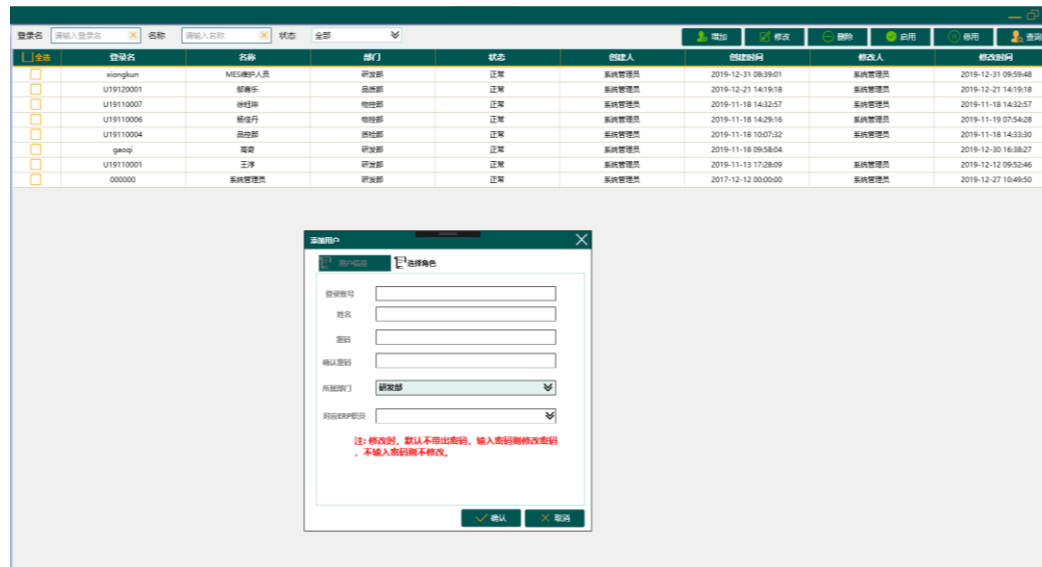 登录名 请输入登录名 名称 请输入名称 状态 全部 增加 修改 删除 启用 停用 查询
全选 登录名 名称 部门 状态 创建人 创建时间 修改人 修改时间
xiongkun MES维护人员 研发部 正常 系统管理员 2019-12-31 08:39:01 系统管理员 2019-12-31 09:59:48
U19120001 邹喜乐 品质部 正常 系统管理员 2019-12-21 14:19:18 系统管理员 2019-12-21 14:19:18
U19110007 物控部 正常 系统管理员 2019-11-18 14:32:57 系统管理员 2019-11-18 14:32:57
U19110006 杨佳丹 物控部 正常 系统管理员 2019-11-18 14:29:16 系统管理员 2019-11-19 07:54:28
U19110004 品控部 质检部 正常 系统管理员 2019-11-18 10:07:32 系统管理员 2019-11-18 14:33:30
gaoqi 高奇 研发部 正常 系统管理员 2019-11-18 09:58:04 2019-12-30 16:38:27
U19110001 王淳 研发部 正常 系统管理员 2019-11-13 17:28:09 系统管理员 2019-12-12 09:52:46
000000 系统管理员 研发部 正常 系统管理员 2017-12-12 00:00:00 系统管理员 2019-12-27 10:49:50
添加用户
用户信息 选择角色
登录账号
姓名
密码
确认密码
所属部门 研发部
对应ERP职员
注: 修改时，默认不带出密码，输入密码则修改密码
，不输入密码则不修改。
确认 取消